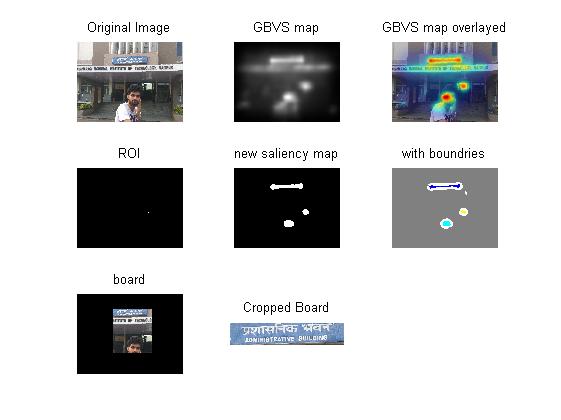 Original Image
GBVS map
GBVS map overlayed
ROI
new saliency map
with boundries
board
Cropped Board
प्रशासनिक भवन
ADMINISTRATIVE BUILDING